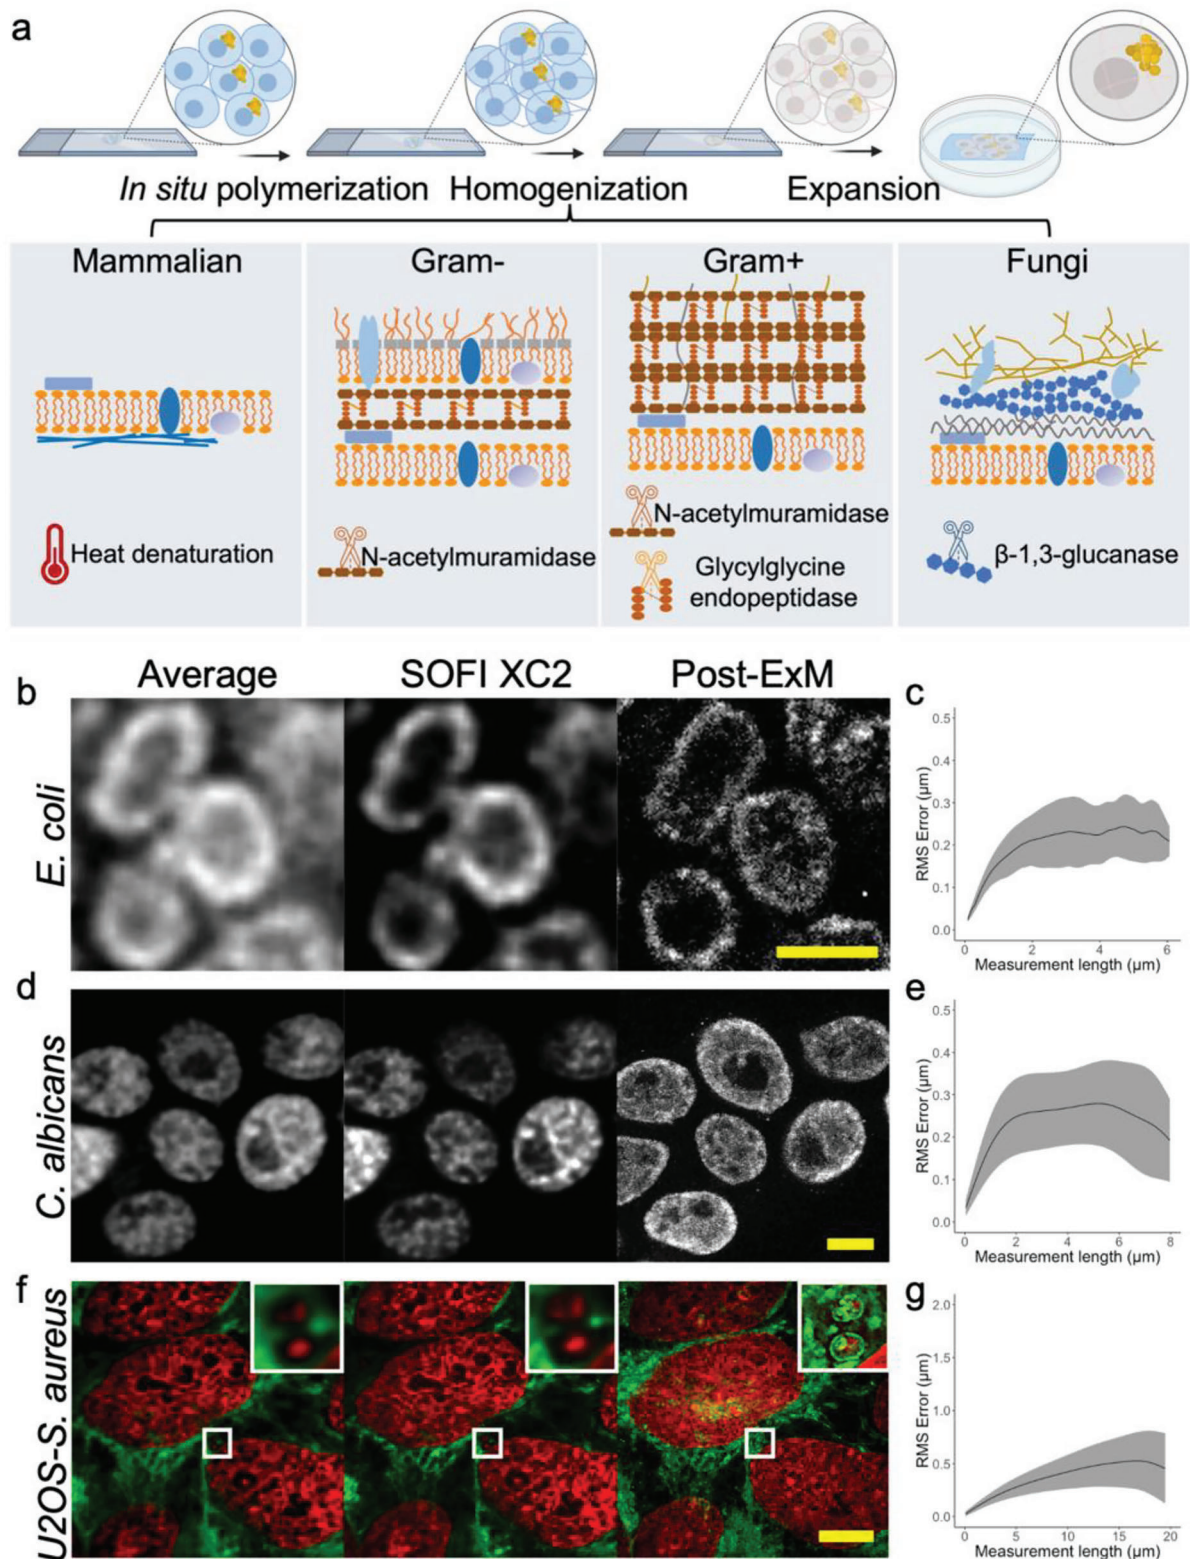 a
In situ polymerization Homogenization Expansion
Mammalian Gram- Gram+ Fungi
Heat denaturation
N-acetylmuramidase
N-acetylmuramidase
Glycylglycine
endopeptidase
β-1,3-glucanase
Average SOFI XC2 Post-ExM
b
E. coli
c
RMS Error (µm)
0.5
0.4
0.3
0.2
0.1
0.0
0 2 4 6
Measurement length (µm)
d
C. albicans
e
RMS Error (µm)
0.5
0.4
0.3
0.2
0.1
0.0
0 2 4 6 8
Measurement length (µm)
f
U2OS-S. aureus
g
RMS Error (µm)
2.0
1.5
1.0
0.5
0.0
0 5 10 15 20
Measurement length (µm)